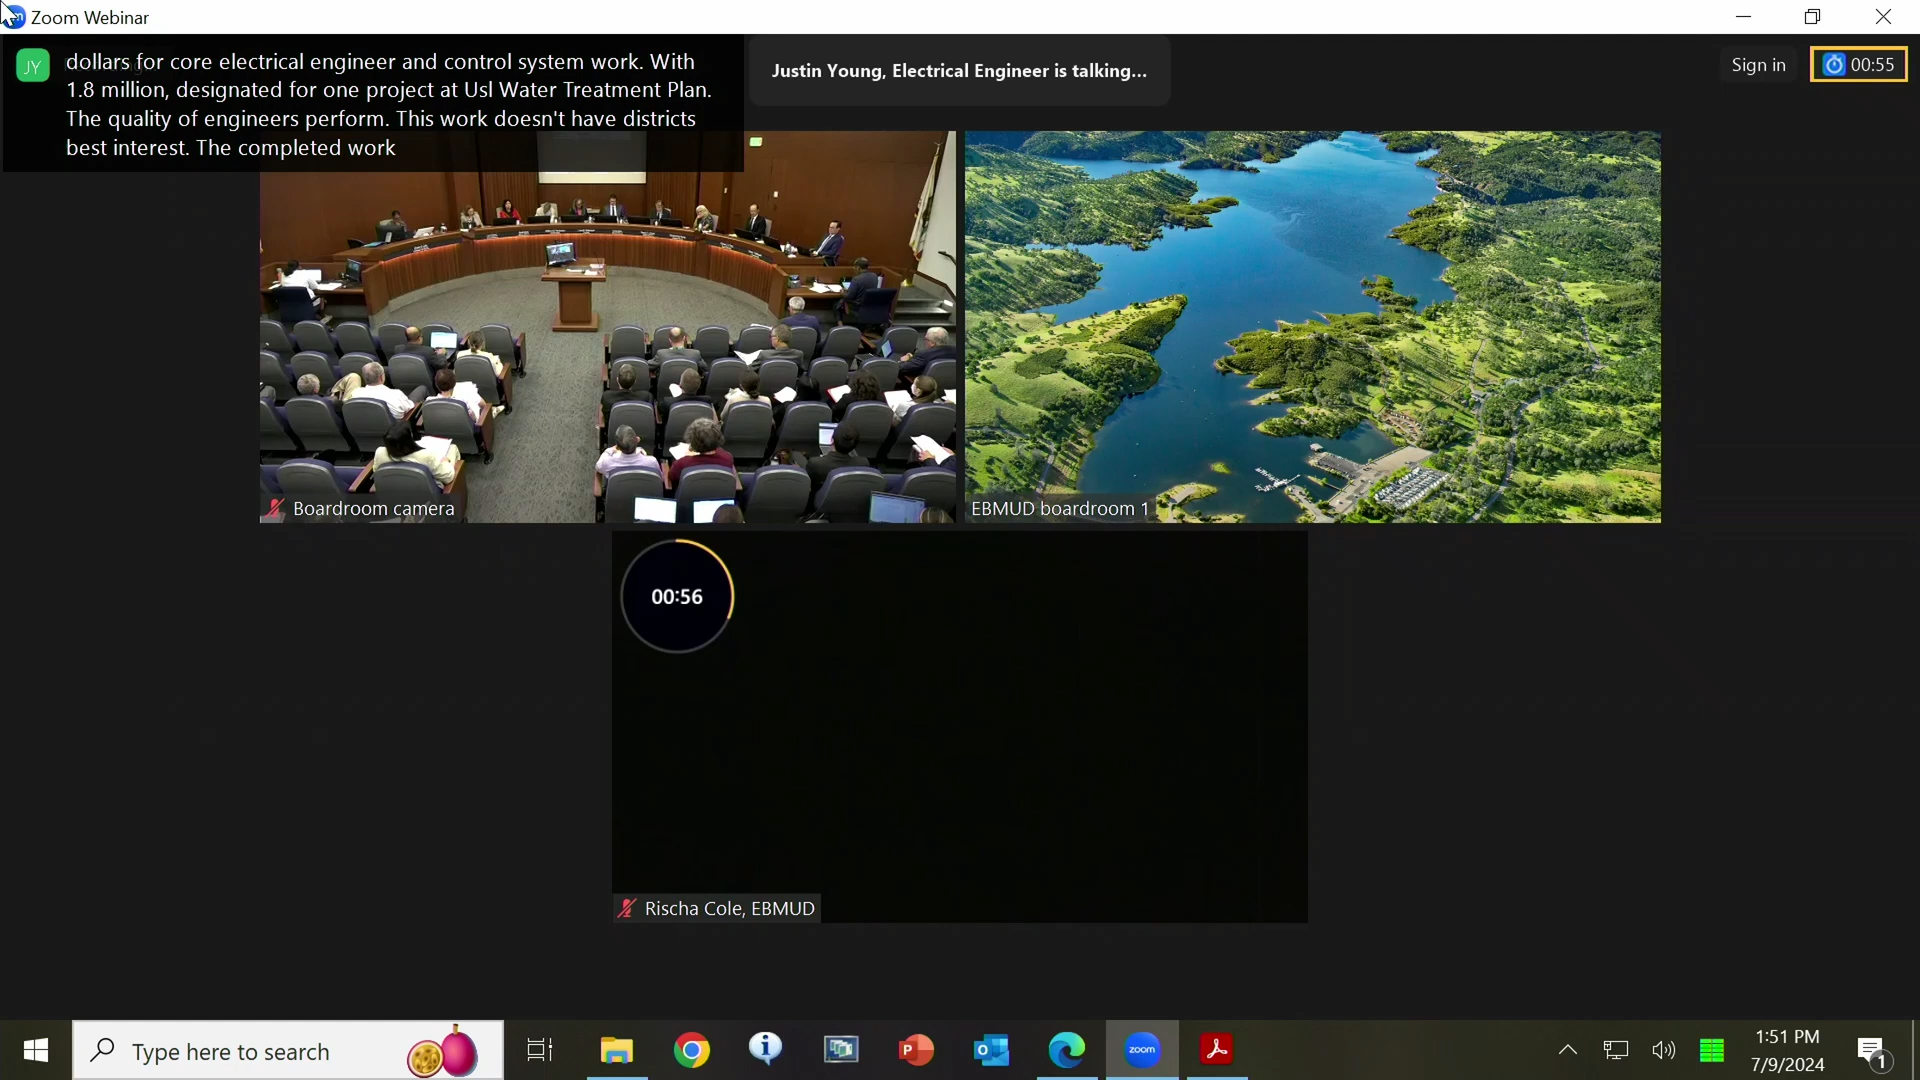 Zoom Webinar
JY
dollars for core electrical engineer and control system work. With
1.8 million, designated for one project at Usl Water Treatment Plan.
The quality of engineers perform. This work doesn't have districts
best interest. The completed work
Justin Young, Electrical Engineer is talking...
Sign in
00:55
Boardroom camera
EBMUD boardroom 1
00:56
Rischa Cole, EBMUD
Type here to search
zoom
1:51 PM
7/9/2024
1